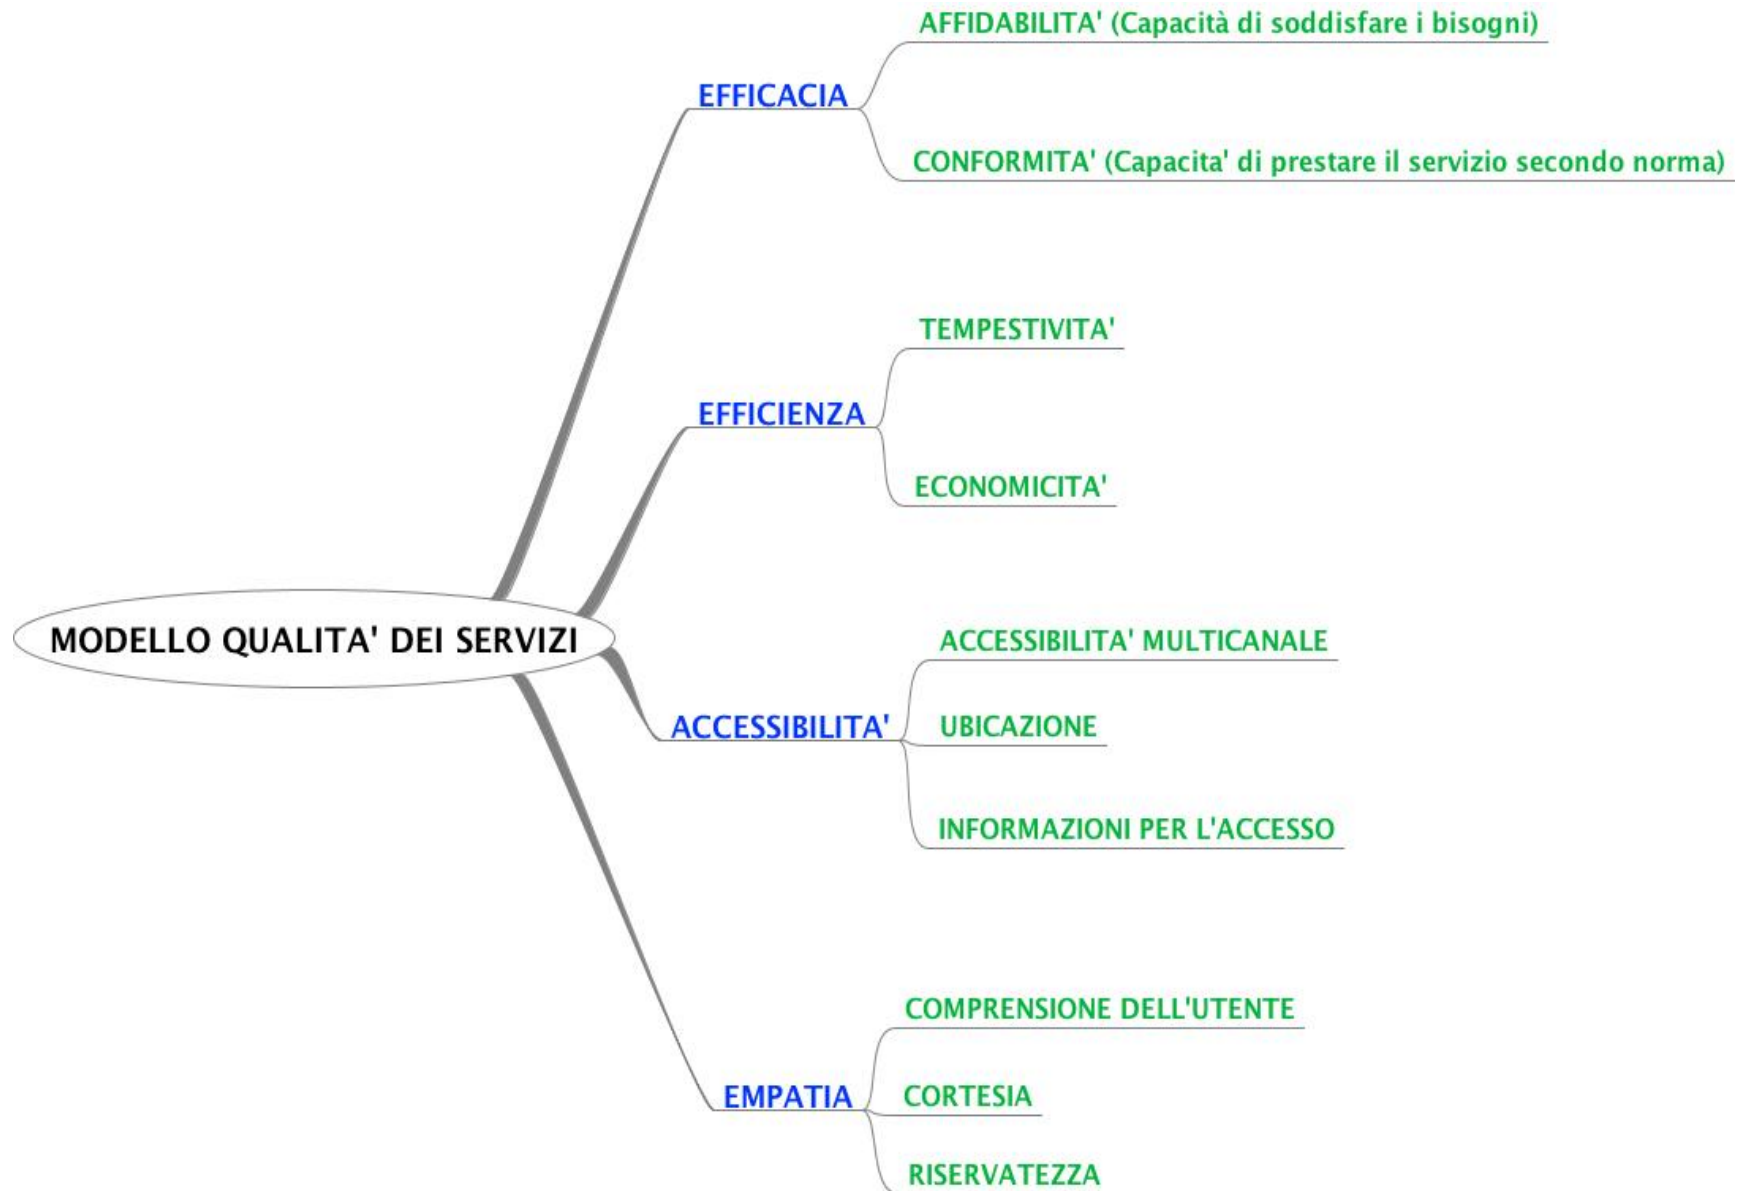 AFFIDABILITA' (Capacità di soddisfare i bisogni)
EFFICACIA
CONFORMITA' (Capacita' di prestare il servizio secondo norma)
TEMPESTIVITA'
EFFICIENZA
ECONOMICITA'
MODELLO QUALITA' DEI SERVIZI
ACCESSIBILITA' MULTICANALE
ACCESSIBILITA'
UBICAZIONE
INFORMAZIONI PER L'ACCESSO
COMPRENSIONE DELL'UTENTE
EMPATIA
CORTESIA
RISERVATEZZA